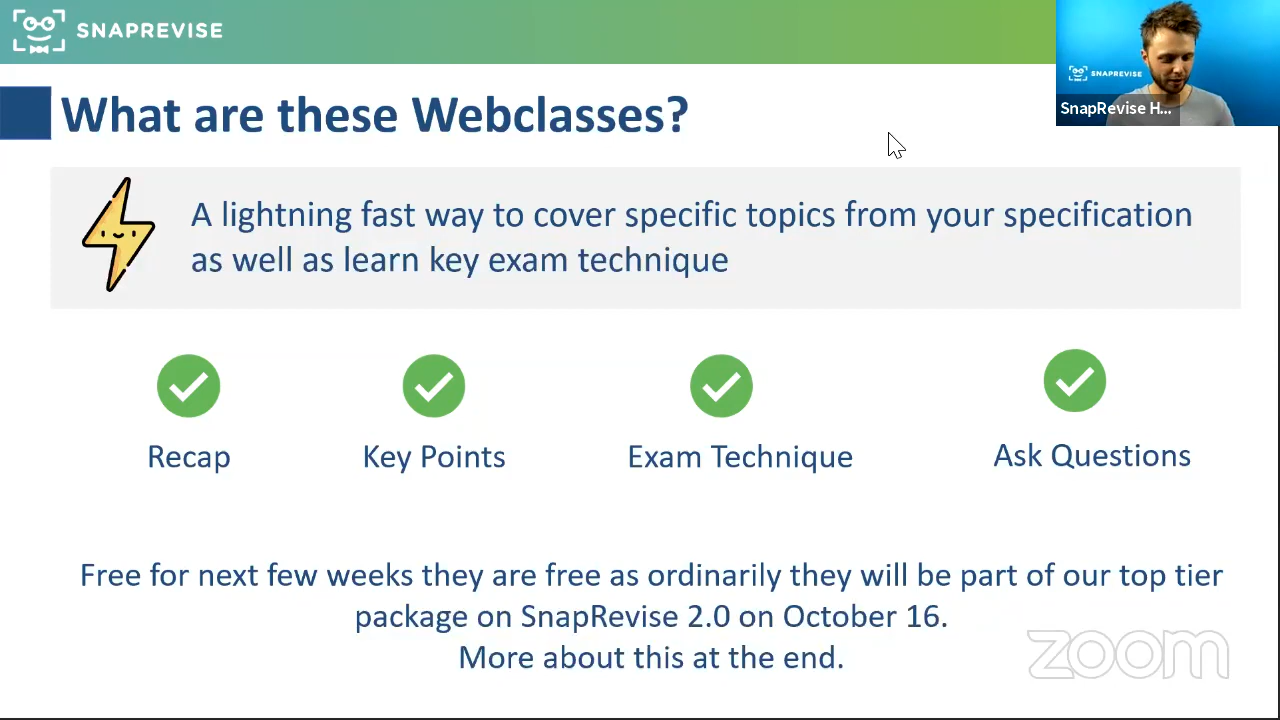 SNAPREVISE
SNAPREVISE
SnapRevise H...
What are these Webclasses?
A lightning fast way to cover specific topics from your specification
as well as learn key exam technique
Recap
Key Points
Exam Technique
Ask Questions
Free for next few weeks they are free as ordinarily they will be part of our top tier
package on SnapRevise 2.0 on October 16.
More about this at the end.
zoom